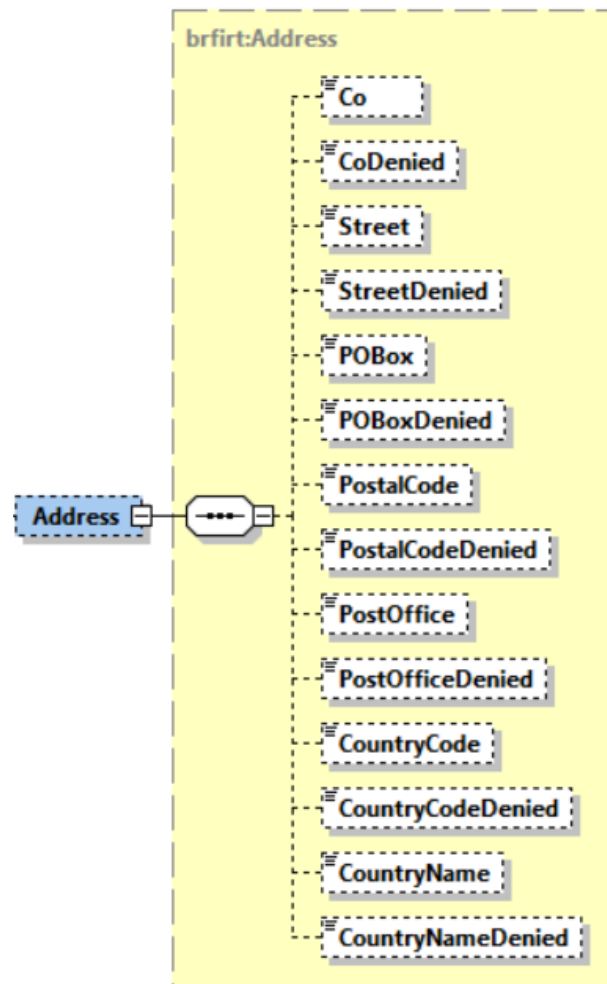 brfirt:Address
Co
CoDenied
Street
StreetDenied
POBox
POBoxDenied
PostalCode
Address
PostalCodeDenied
PostOffice
PostOfficeDenied
CountryCode
CountryCodeDenied
CountryName
CountryNameDenied